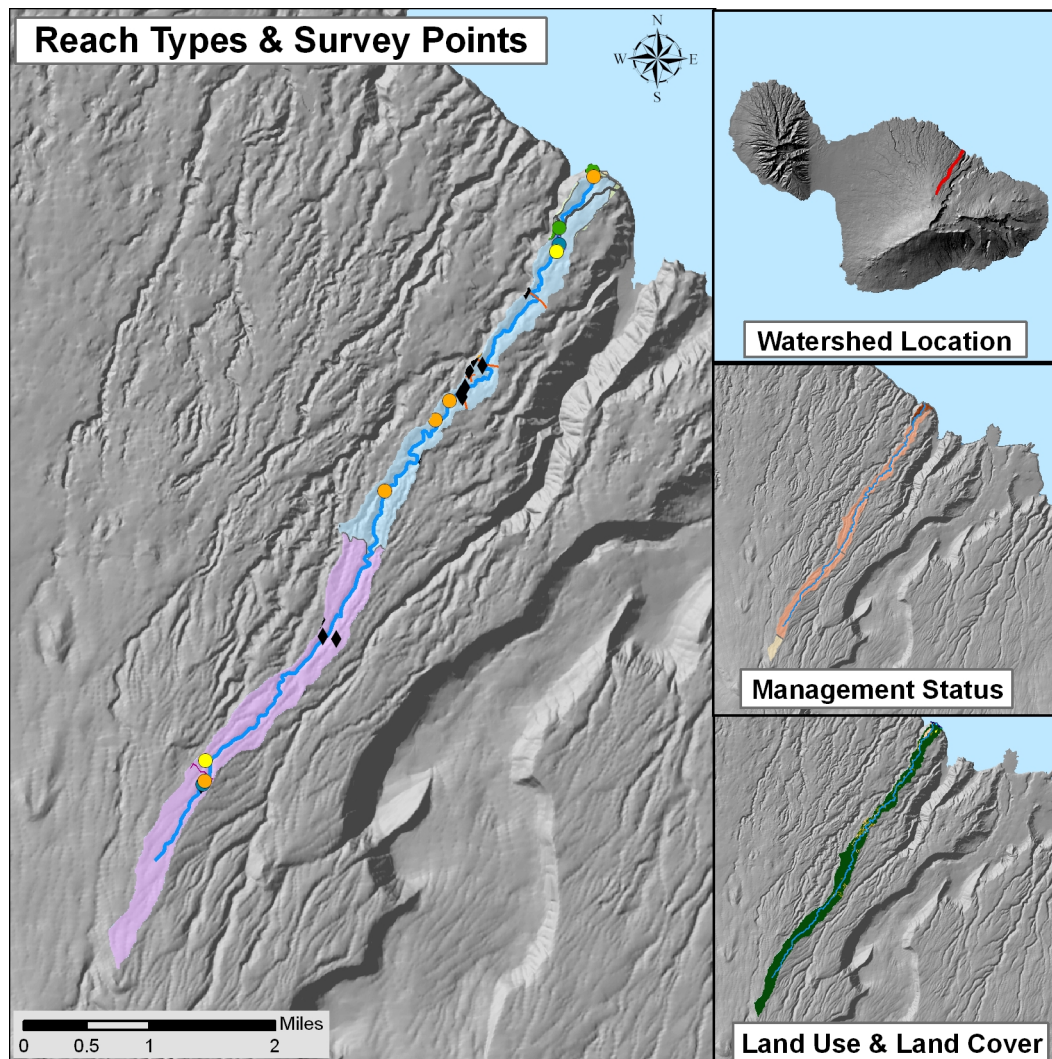 Reach Types & Survey Points
N
W E
S
Watershed Location
Management Status
Miles
0 0.5 1 2
Land Use & Land Cover